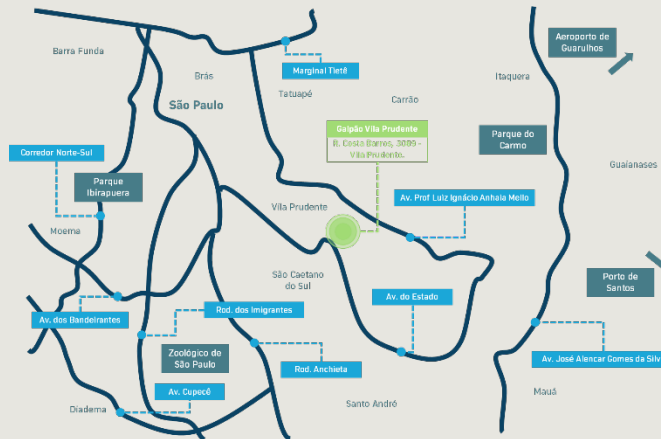 Aeroporto de
Guarulhos
Barra Funda
Marginal Tietê
Brás
Itaquera
Tatuapé
Carrão
São Paulo
Galpão Vila Prudente
R. Costa Barros, 3089 -
Vila Prudente.
Parque do
Carmo
Corredor Norte-Sul
Guaianases
Parque
Ibirapuera
Av. Prof Luiz Ignácio Anhaia Mello
Vila Prudente
Moema
São Caetano
do Sul
Porto de
Santos
Av. do Estado
Rod. dos Imigrantes
Av. dos Bandeirantes
Zoológico de
São Paulo
Av. José Alencar Gomes da Silv
Rod. Anchieta
Av. Cupecê
Mauá
Santo André
Diadema